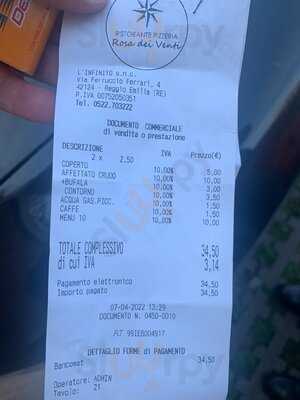 RISTORANTE PIZZERIA
Rosa dei Venti
L'INFINITO s.n.c.
Via Ferruccio Ferrari, 4
42124 - Reggio Emilia (RE)
P.IVA 00752050351
Tel. 0522.703222
DOCUMENTO COMMERCIALE
di vendita o prestazione
DESCRIZIONE IVA Prezzo(€)
2 x 2,50
COPERTO 10,00% 5,00
AFFETTATO CRUDO 10,00% 10,00
+BUFALA 10,00% 3,00
CONTORNO 10,00% 3,50
ACQUA GAS.PICC. 10,00% 1,50
CAFFE 10,00% 1,50
MENU 10 10,00% 10,00
TOTALE COMPLESSIVO 34,50
di cui IVA 3,14
Pagamento elettronico 34,50
Importo pagato 34,50
07-04-2022 13:29
DOCUMENTO N. 0450-0010
RT 99IEB004917
DETTAGLIO FORME di PAGAMENTO
Bancomat 34,50
Operatore: ADMIN
Tavolo: 21